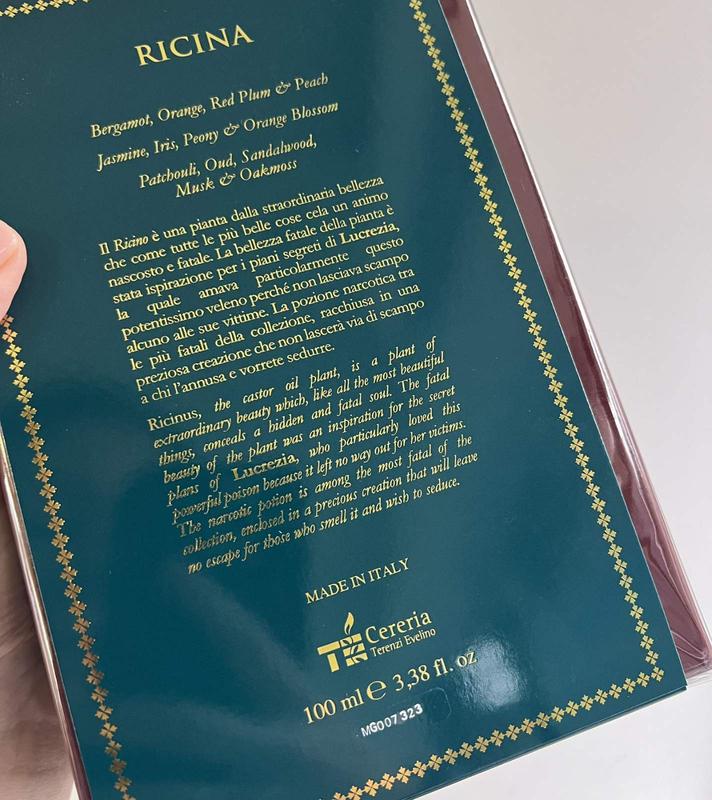 RICINA
Bergamot, Orange, Red Plum & Peach
Jasmine, Iris, Peony & Orange Blossom
Patchouli, Oud, Sandalwood,
Musk & Oakmoss
Il Ricino è una pianta dalla straordinaria bellezza
che come tutte le più belle cose cela un animo
nascosto e fatale. La bellezza fatale della pianta è
stata ispirazione per i piani segreti di Lucrezia,
la quale amava particolarmente questo
potentissimo veleno perché non lasciava scampo
alcuno alle sue vittime. La pozione narcotica tra
le più fatali della collezione, racchiusa in una
preziosa creazione che non lascerà via di scampo
a chi l'annusa e vorrete sedurre.
Ricinus, the castor oil plant, is a plant of
extraordinary beauty which, like all the most beautiful
things, conceals a hidden and fatal soul. The fatal
beauty of the plant was an inspiration for the secret
plans of Lucrezia, who particularly loved this
powerful poison because it left no way out for her victims.
The narcotic potion is among the most fatal of the
collection, enclosed in a precious creation that will leave
no escape for those who smell it and wish to seduce.
MADE IN ITALY
Cereria
Terenzi Evelino
100 ml e 3,38 fl. oz
MG007323